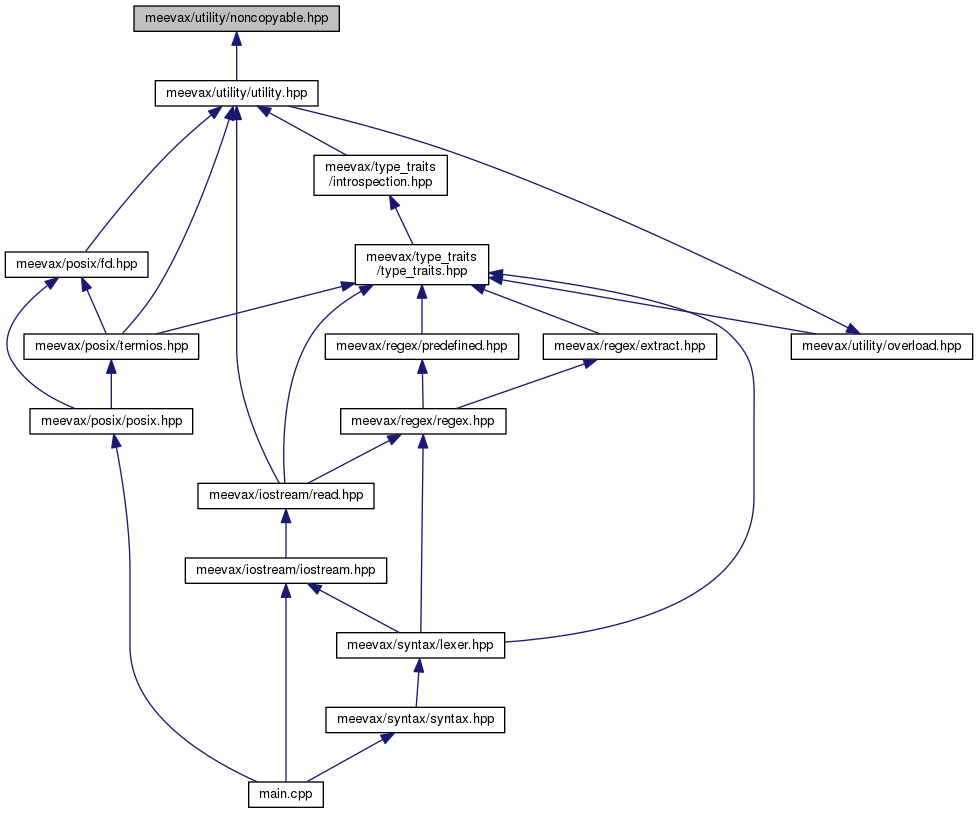 meevax/utility/noncopyable.hpp
meevax/utility/utility.hpp
meevax/type_traits
/introspection.hpp
meevax/type_traits
/type_traits.hpp
meevax/posix/fd.hpp
meevax/posix/termios.hpp
meevax/regex/predefined.hpp
meevax/regex/extract.hpp
meevax/utility/overload.hpp
meevax/posix/posix.hpp
meevax/regex/regex.hpp
meevax/iostream/read.hpp
meevax/iostream/iostream.hpp
meevax/syntax/lexer.hpp
meevax/syntax/syntax.hpp
main.cpp